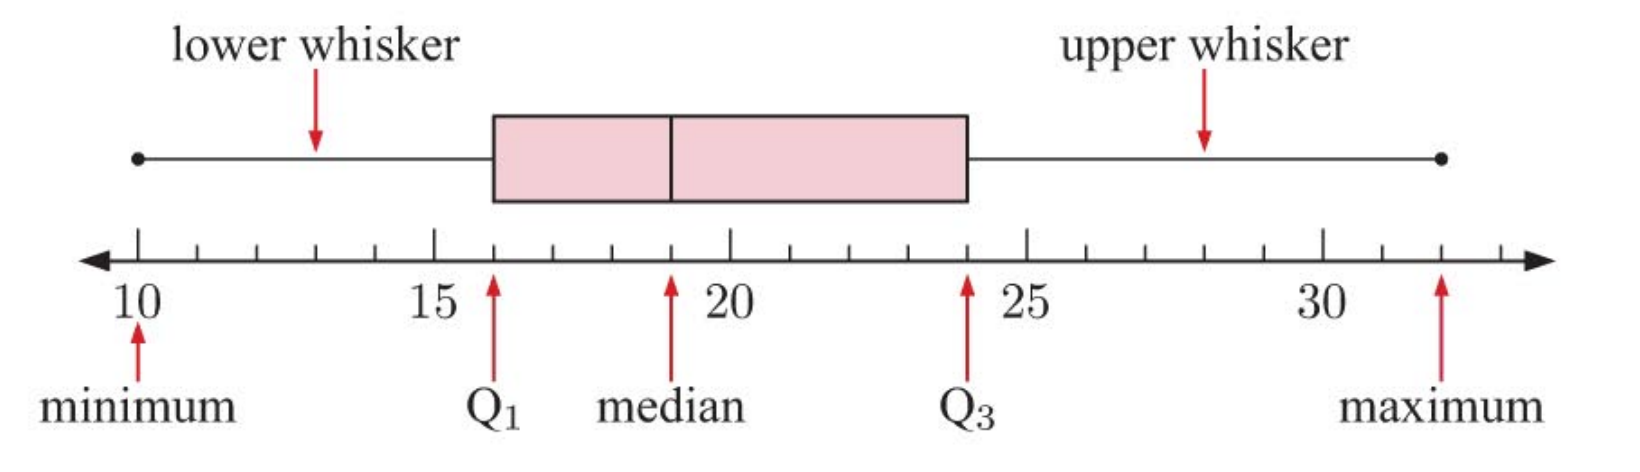 lower whisker upper whisker
10 15 20 25 30
minimum Q₁ median Q₃ maximum